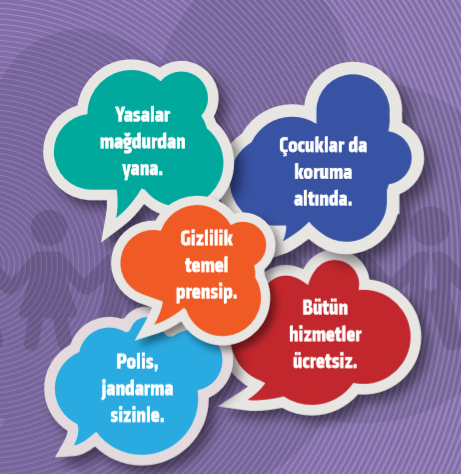 Yasalar
mağdurdan
yana.
Çocuklar da
koruma
altında.
Gizlilik
temel
prensip.
Bütün
hizmetler
ücretsiz.
Polis,
jandarma
sizinle.